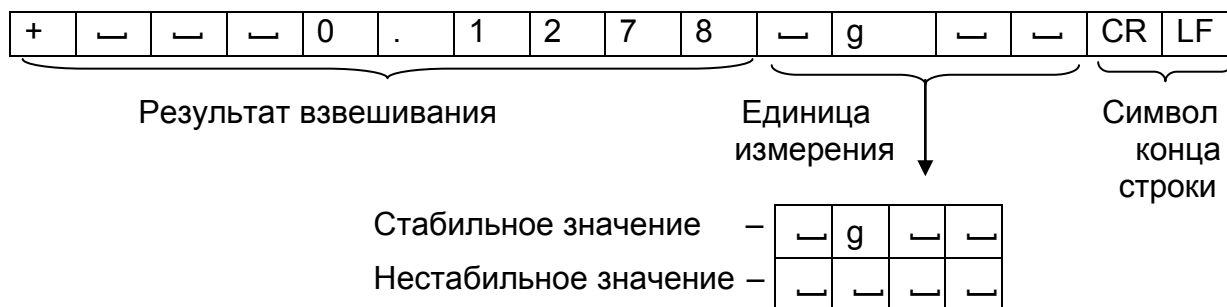 + ⎵ ⎵ ⎵ 0 . 1 2 7 8 ⎵ g ⎵ ⎵ CR LF
Результат взвешивания
Единица
измерения
Символ
конца
строки
Стабильное значение – ⎵ g ⎵ ⎵
Нестабильное значение – ⎵ ⎵ ⎵ ⎵